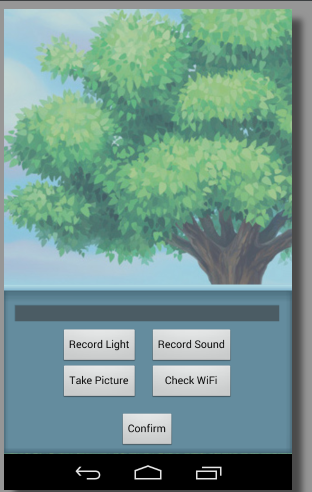 Record Light Record Sound
Take Picture Check WiFi
Confirm